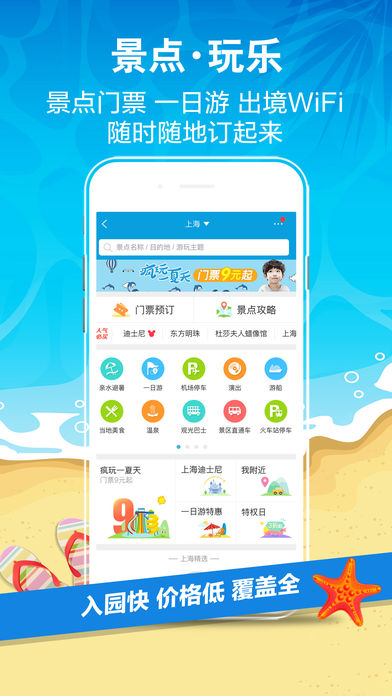 景点·玩乐
景点门票 一日游 出境WiFi
随时随地订起来
上海
景点名称 / 目的地 / 游玩主题
疯玩一夏天 门票9元起
门票预订 景点攻略
人气必买 迪士尼 东方明珠 杜莎夫人蜡像馆 上海
亲水避暑 一日游 机场停车 演出 游船
当地美食 温泉 观光巴士 景区直通车 火车站停车
疯玩一夏天 上海迪士尼 我附近
门票9元起
9
一日游特惠 特权日
上海精选
入园快 价格低 覆盖全